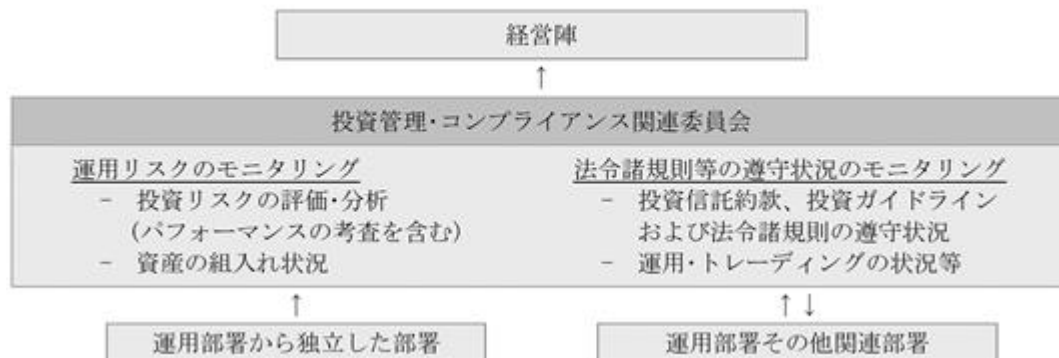 経営陣
↑
投資管理・コンプライアンス関連委員会
運用リスクのモニタリング
− 投資リスクの評価・分析
(パフォーマンスの考査を含む)
− 資産の組入れ状況
法令諸規則等の遵守状況のモニタリング
− 投資信託約款、投資ガイドライン
および法令諸規則の遵守状況
− 運用・トレーディングの状況等
↑
↑ ↓
運用部署から独立した部署
運用部署その他関連部署